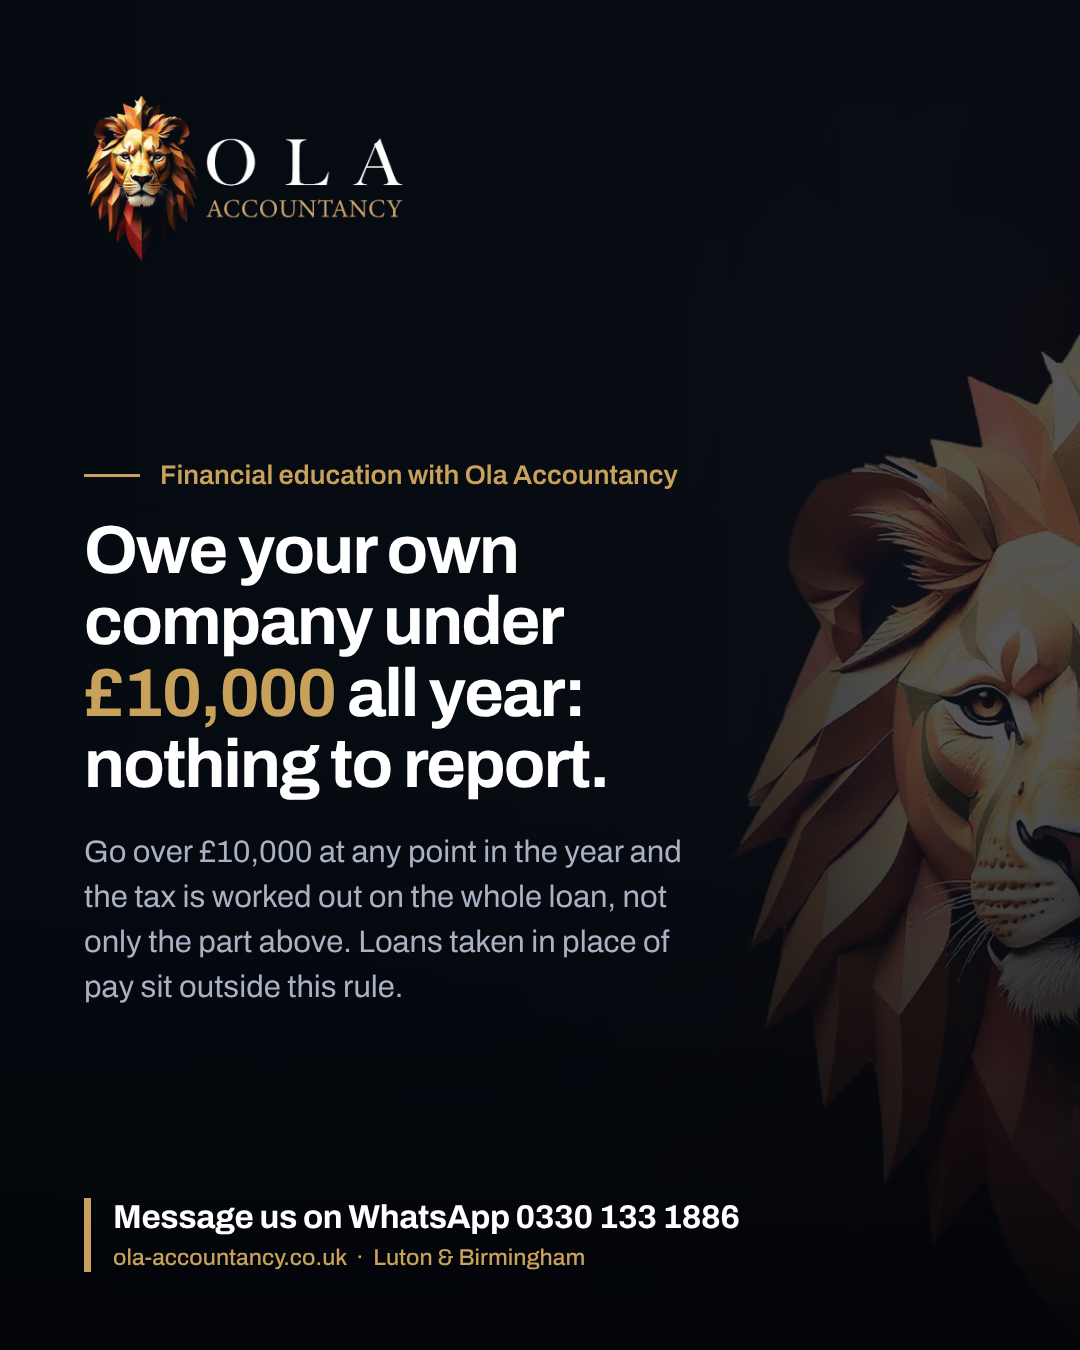 OLA
ACCOUNTANCY
Financial education with Ola Accountancy
Owe your own
company under
£10,000 all year:
nothing to report.
Go over £10,000 at any point in the year and
the tax is worked out on the whole loan, not
only the part above. Loans taken in place of
pay sit outside this rule.
Message us on WhatsApp 0330 133 1886
ola-accountancy.co.uk · Luton & Birmingham